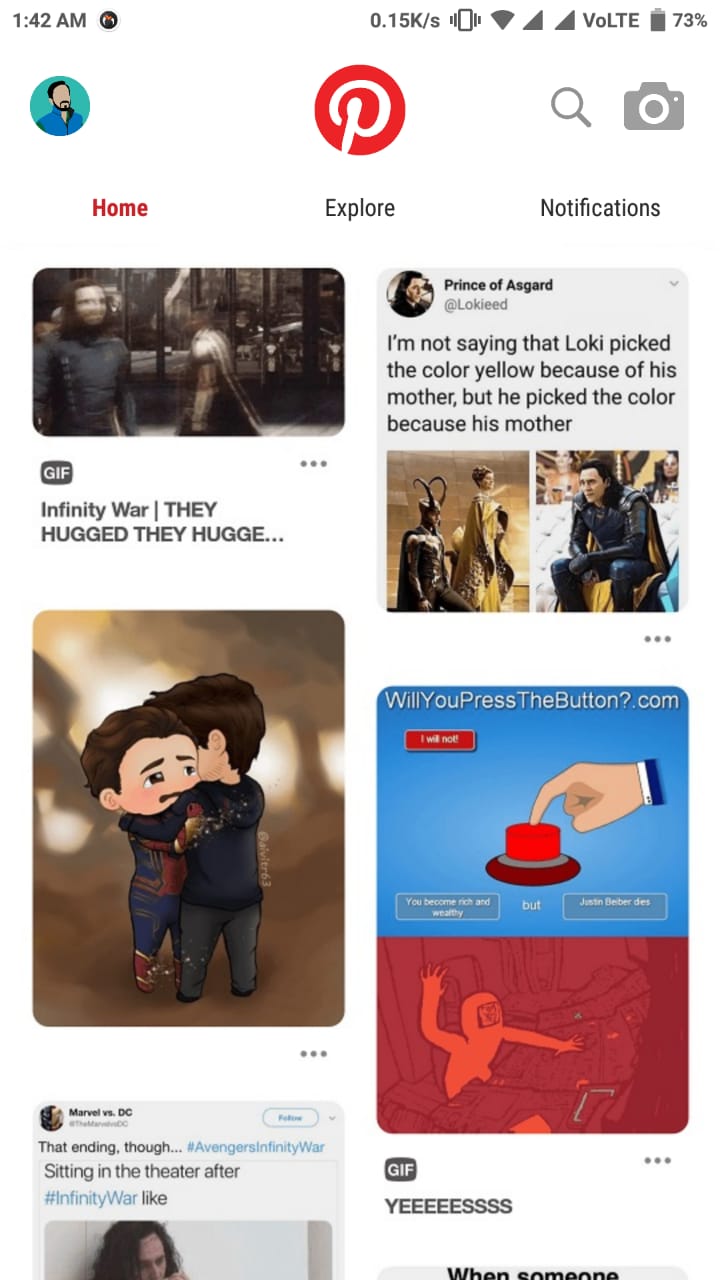 1:42 AM
0.15K/s VoLTE 73%
Home Explore Notifications
GIF
Infinity War | THEY
HUGGED THEY HUGGE...
Prince of Asgard
@Lokieed
I'm not saying that Loki picked
the color yellow because of his
mother, but he picked the color
because his mother
@aivitr63
WillYouPressTheButton?.com
I will not!
You become rich and
wealthy
but
Justin Beiber dies
GIF
YEEEEESSSS
Marvel vs. DC
@TheMarvelvsDC
Follow
That ending, though... #AvengersInfinityWar
Sitting in the theater after
#InfinityWar like
When someone